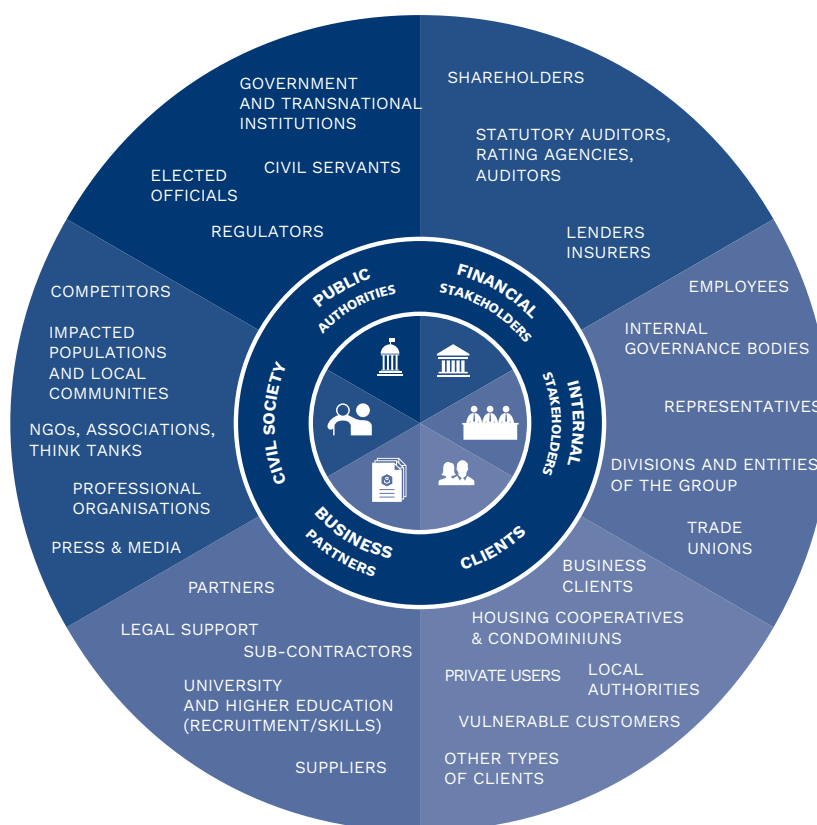 GOVERNMENT
AND TRANSNATIONAL
INSTITUTIONS
CIVIL SERVANTS
ELECTED
OFFICIALS
REGULATORS
SHAREHOLDERS
STATUTORY AUDITORS,
RATING AGENCIES,
AUDITORS
LENDERS
INSURERS
EMPLOYEES
INTERNAL
GOVERNANCE BODIES
REPRESENTATIVES
DIVISIONS AND ENTITIES
OF THE GROUP
TRADE
UNIONS
BUSINESS
CLIENTS
HOUSING COOPERATIVES
& CONDOMINIUNS
PRIVATE USERS
LOCAL
AUTHORITIES
VULNERABLE CUSTOMERS
OTHER TYPES
OF CLIENTS
PARTNERS
LEGAL SUPPORT
SUB-CONTRACTORS
UNIVERSITY
AND HIGHER EDUCATION
(RECRUITMENT/SKILLS)
SUPPLIERS
COMPETITORS
IMPACTED
POPULATIONS
AND LOCAL
COMMUNITIES
NGOs, ASSOCIATIONS,
THINK TANKS
PROFESSIONAL
ORGANISATIONS
PRESS & MEDIA
PUBLIC
AUTHORITIES
FINANCIAL
STAKEHOLDERS
INTERNAL
STAKEHOLDERS
CLIENTS
BUSINESS
PARTNERS
CIVIL SOCIETY